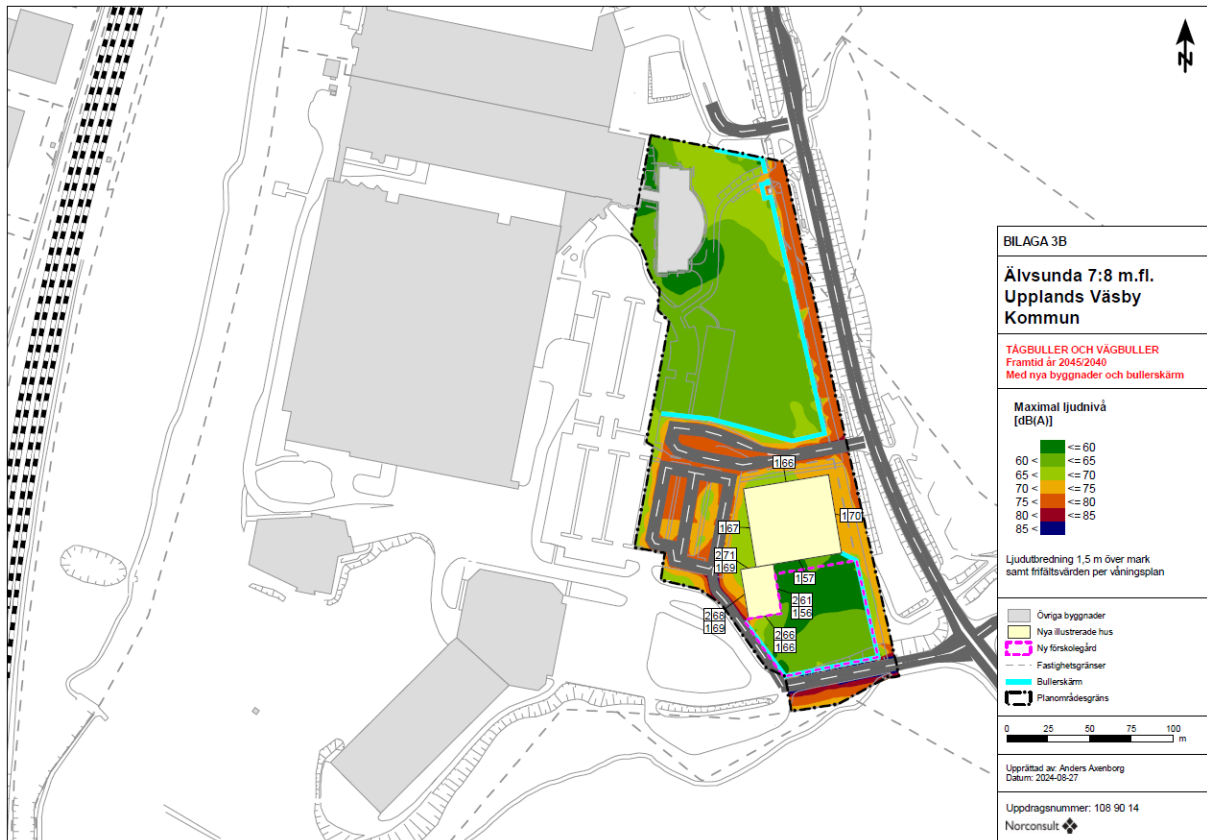 N
BILAGA 3B
Älvsunda 7:8 m.fl.
Upplands Väsby
Kommun
TÅGBULLER OCH VÄGBULLER
Framtid år 2045/2040
Med nya byggnader och bullerskärm
Maximal ljudnivå
[dB(A)]
<= 60
60 < <= 65
65 < <= 70
70 < <= 75
75 < <= 80
80 < <= 85
85 <
Ljudutbredning 1,5 m över mark
samt frifältsvärden per våningsplan
Övriga byggnader
Nya illustrerade hus
Ny förskolegård
Fastighetsgränser
Bullerskärm
Planområdesgräns
0 25 50 75 100
m
Upprättad av: Anders Axenborg
Datum: 2024-08-27
Uppdragsnummer: 108 90 14
Norconsult
1 66
1 70
1 67
2 71
1 69
1 57
2 61
1 56
2 68
1 69
2 66
1 66